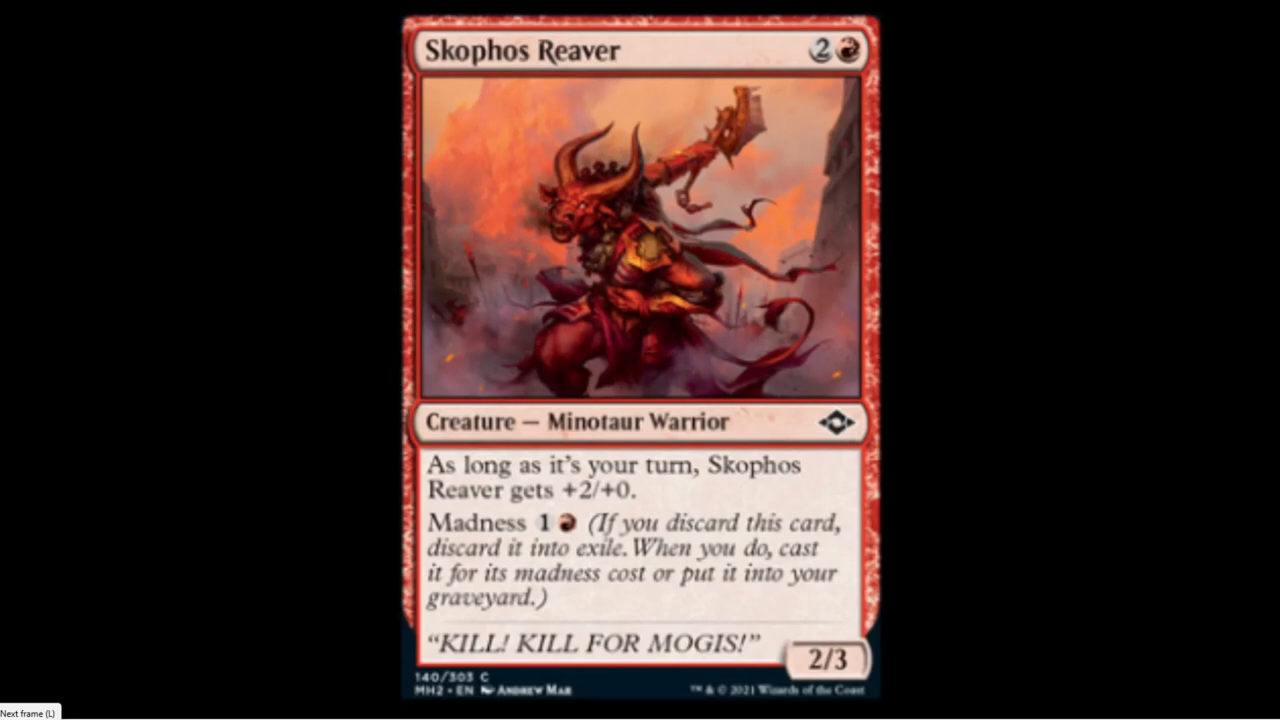 Skophos Reaver 2
Creature — Minotaur Warrior
As long as it's your turn, Skophos
Reaver gets +2/+0.
Madness 1 (If you discard this card,
discard it into exile. When you do, cast
it for its madness cost or put it into your
graveyard.)
“KILL! KILL FOR MOGIS!”
2/3
140/303 C
MH2 • EN Andrew Mar
™ & © 2021 Wizards of the Coast
Next frame (L)